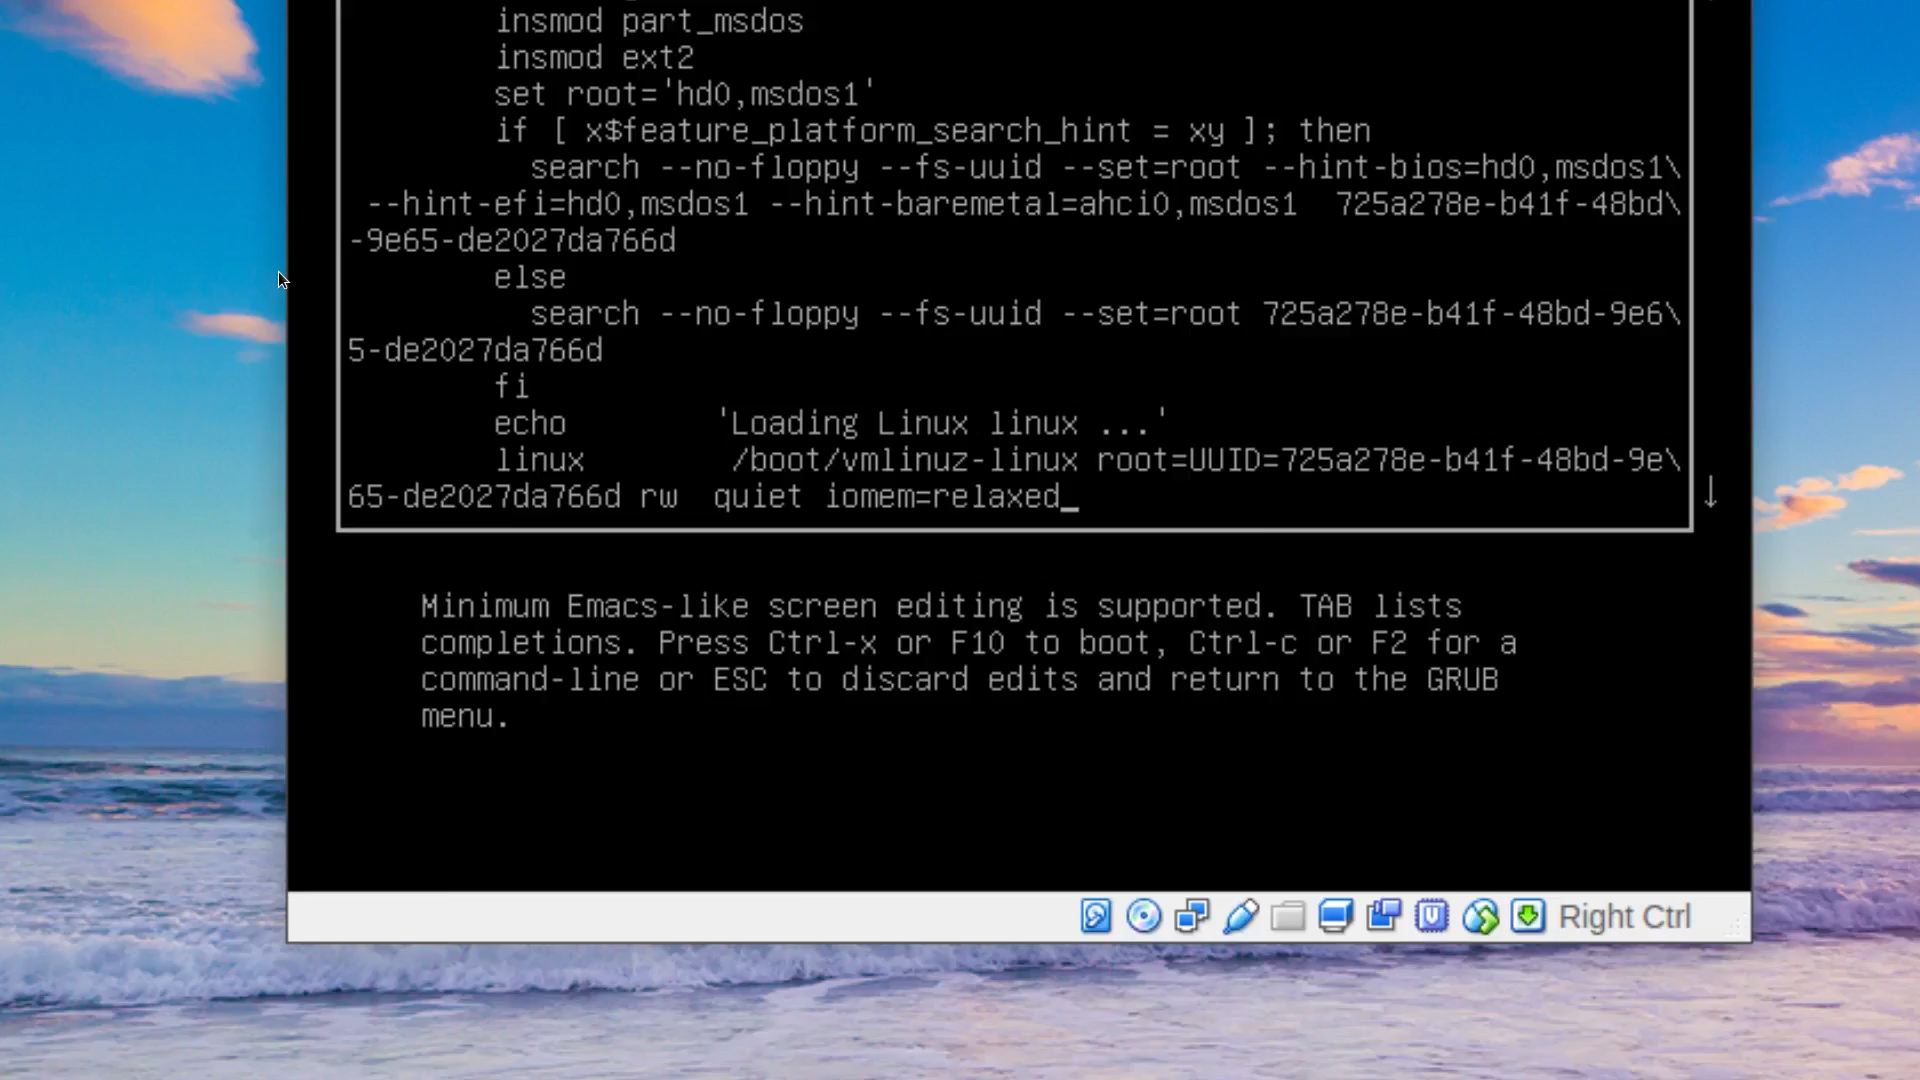 insmod part_msdos
insmod ext2
set root='hd0,msdos1'
if [ x$feature_platform_search_hint = xy ]; then
search --no-floppy --fs-uuid --set=root --hint-bios=hd0,msdos1\
--hint-efi=hd0,msdos1 --hint-baremetal=ahci0,msdos1  725a278e-b41f-48bd\
-9e65-de2027da766d
else
search --no-floppy --fs-uuid --set=root 725a278e-b41f-48bd-9e6\
5-de2027da766d
fi
echo 'Loading Linux linux ...'
linux /boot/vmlinuz-linux root=UUID=725a278e-b41f-48bd-9e\
65-de2027da766d rw  quiet iomem=relaxed_
Minimum Emacs-like screen editing is supported. TAB lists
completions. Press Ctrl-x or F10 to boot, Ctrl-c or F2 for a
command-line or ESC to discard edits and return to the GRUB
menu.
Right Ctrl